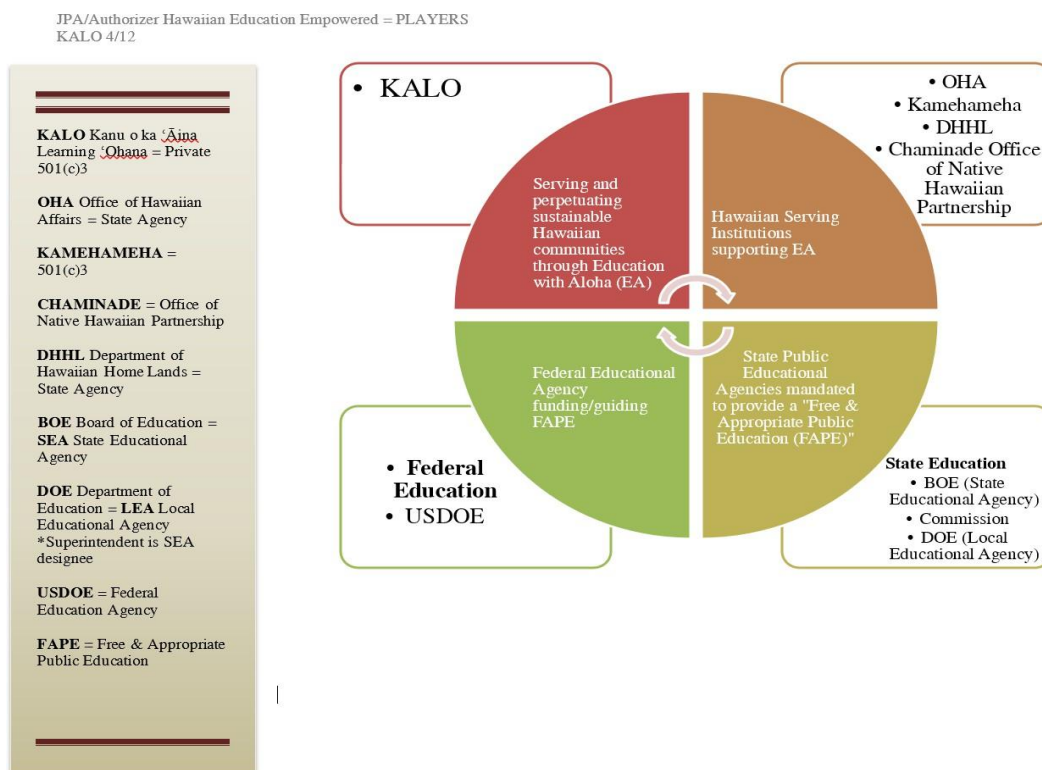 JPA/Authorizer Hawaiian Education Empowered = PLAYERS
KALO 4/12
KALO Kanu o ka ʻĀina
Learning ʻOhana = Private
501(c)3
OHA Office of Hawaiian
Affairs = State Agency
KAMEHAMEHA =
501(c)3
CHAMINADE = Office of
Native Hawaiian Partnership
DHHL Department of
Hawaiian Home Lands =
State Agency
BOE Board of Education =
SEA State Educational
Agency
DOE Department of
Education = LEA Local
Educational Agency
*Superintendent is SEA
designee
USDOE = Federal
Education Agency
FAPE = Free & Appropriate
Public Education
• KALO
Serving and
perpetuating
sustainable
Hawaiian
communities
through Education
with Aloha (EA)
• OHA
• Kamehameha
• DHHL
• Chaminade Office
of Native
Hawaiian
Partnership
Hawaiian Serving
Institutions
supporting EA
Federal Educational
Agency
funding/guiding
FAPE
• Federal
Education
• USDOE
State Public
Educational
Agencies mandated
to provide a "Free &
Appropriate Public
Education (FAPE)"
State Education
• BOE (State
Educational Agency)
• Commission
• DOE (Local
Educational Agency)